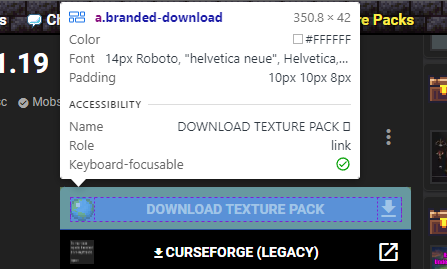 a.branded-download 350.8 × 42
Color #FFFFFF
Font 14px Roboto, "helvetica neue", Helvetica,...
Padding 10px 10px 8px
ACCESSIBILITY
Name DOWNLOAD TEXTURE PACK
Role link
Keyboard-focusable
Packs
1.19
Mobs
DOWNLOAD TEXTURE PACK
CURSEFORGE (LEGACY)